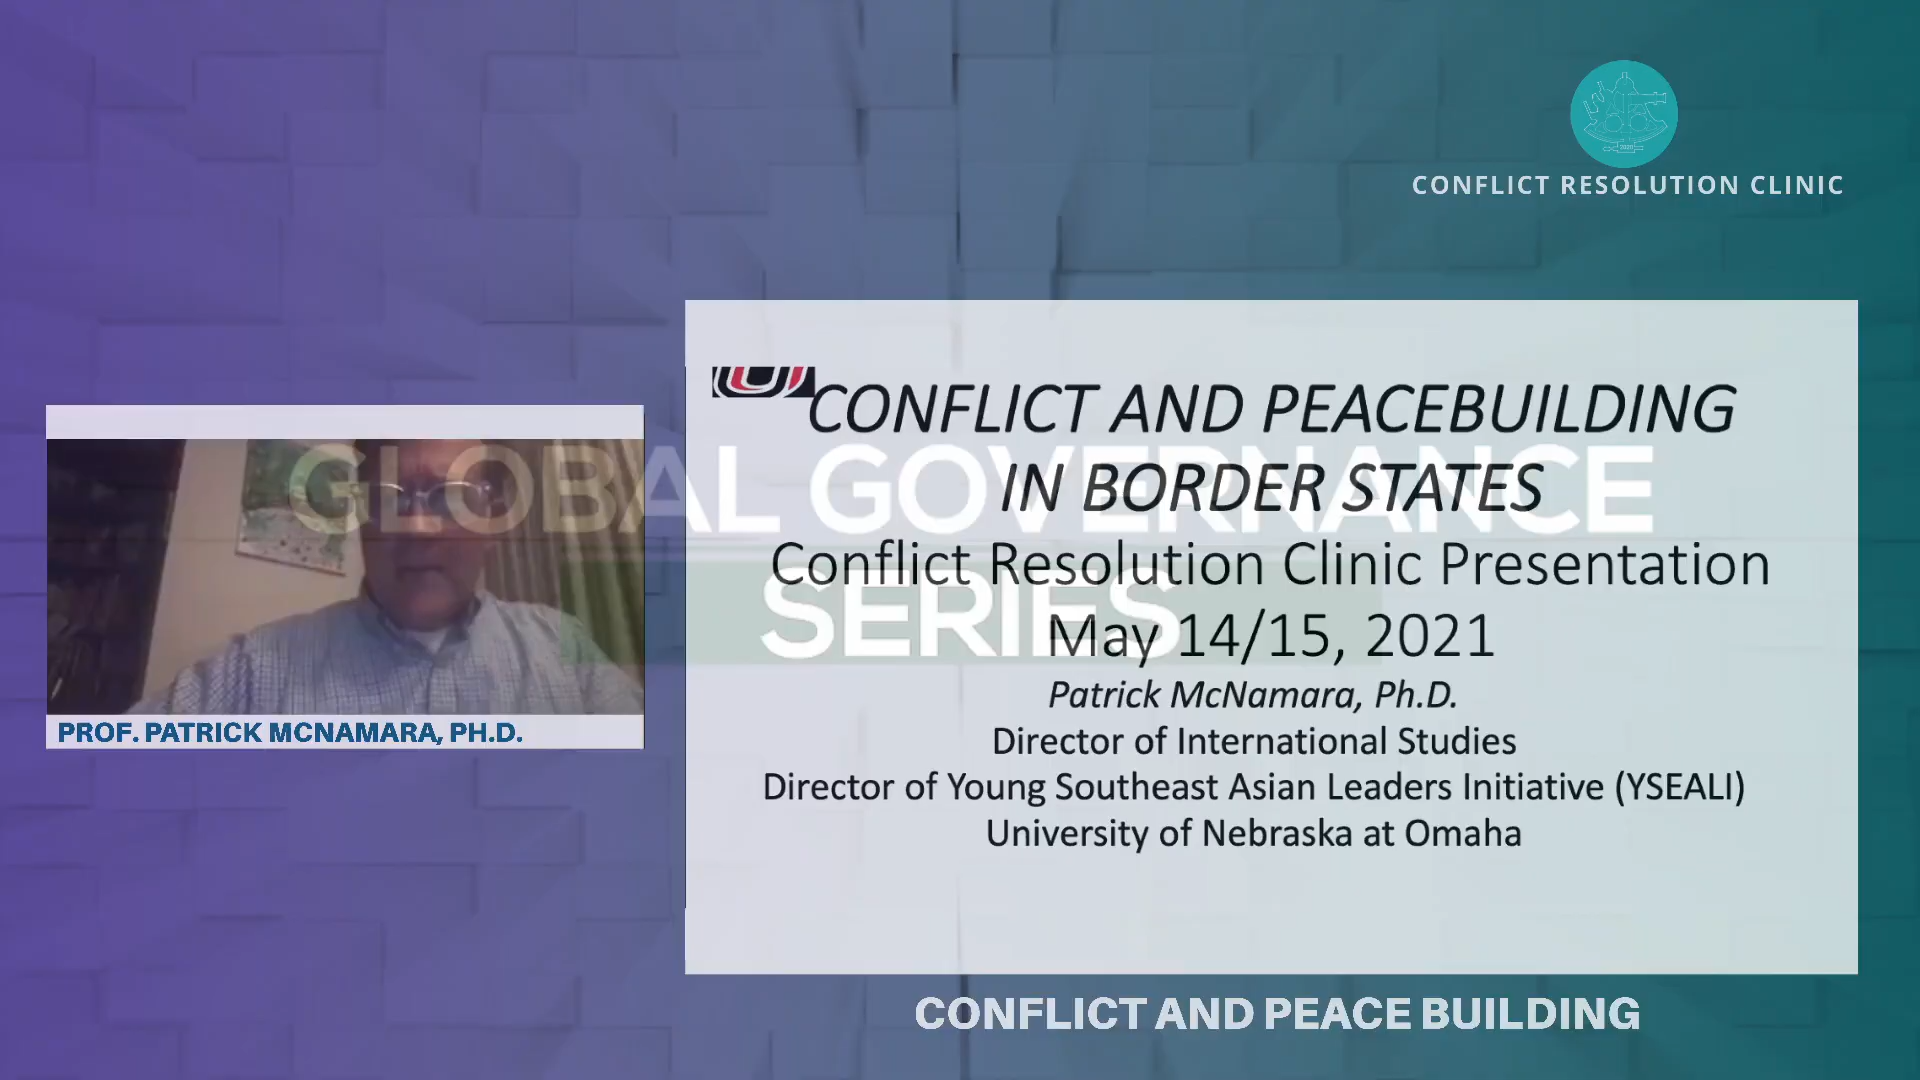 2020
CONFLICT RESOLUTION CLINIC
CONFLICT AND PEACEBUILDING
IN BORDER STATES
Conflict Resolution Clinic Presentation
May 14/15, 2021
Patrick McNamara, Ph.D.
Director of International Studies
Director of Young Southeast Asian Leaders Initiative (YSEALI)
University of Nebraska at Omaha
GLOBAL GOVERNANCE
SERIES
PROF. PATRICK MCNAMARA, PH.D.
CONFLICT AND PEACE BUILDING